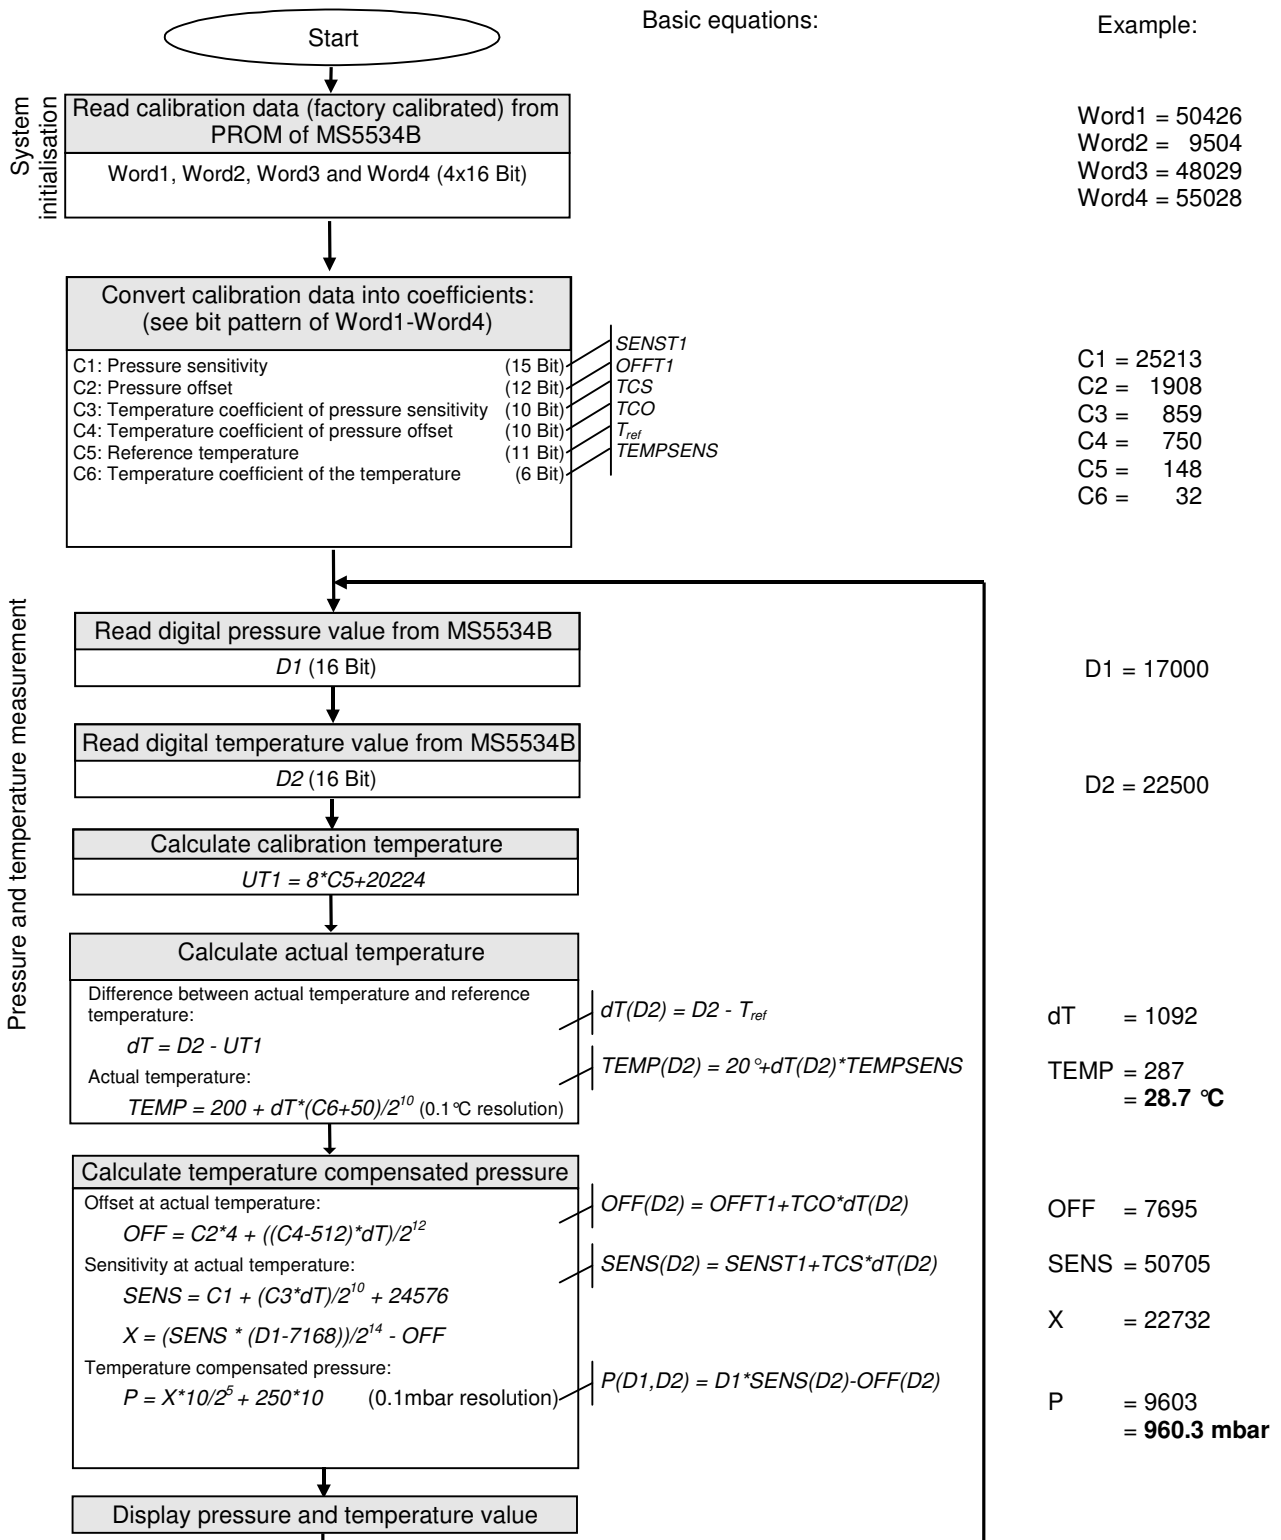 Basic equations:
Example:
Start
System
initialisation
Read calibration data (factory calibrated) from
PROM of MS5534B
Word1, Word2, Word3 and Word4 (4x16 Bit)
Word1 = 50426
Word2 = 9504
Word3 = 48029
Word4 = 55028
Convert calibration data into coefficients:
(see bit pattern of Word1-Word4)
C1: Pressure sensitivity (15 Bit)
C2: Pressure offset (12 Bit)
C3: Temperature coefficient of pressure sensitivity (10 Bit)
C4: Temperature coefficient of pressure offset (10 Bit)
C5: Reference temperature (11 Bit)
C6: Temperature coefficient of the temperature (6 Bit)
SENST1
OFFT1
TCS
TCO
Tref
TEMPSENS
C1 = 25213
C2 = 1908
C3 = 859
C4 = 750
C5 = 148
C6 = 32
Pressure and temperature measurement
Read digital pressure value from MS5534B
D1 (16 Bit)
D1 = 17000
Read digital temperature value from MS5534B
D2 (16 Bit)
D2 = 22500
Calculate calibration temperature
UT1 = 8*C5+20224
Calculate actual temperature
Difference between actual temperature and reference
temperature:
dT = D2 - UT1
dT(D2) = D2 - Tref
dT = 1092
Actual temperature:
TEMP = 200 + dT*(C6+50)/2^10 (0.1°C resolution)
TEMP(D2) = 20°+dT(D2)*TEMPSENS
TEMP = 287
= 28.7 °C
Calculate temperature compensated pressure
Offset at actual temperature:
OFF = C2*4 + ((C4-512)*dT)/2^12
OFF(D2) = OFFT1+TCO*dT(D2)
OFF = 7695
Sensitivity at actual temperature:
SENS = C1 + (C3*dT)/2^10 + 24576
SENS(D2) = SENST1+TCS*dT(D2)
SENS = 50705
X = (SENS * (D1-7168))/2^14 - OFF
X = 22732
Temperature compensated pressure:
P = X*10/2^5 + 250*10 (0.1mbar resolution)
P(D1,D2) = D1*SENS(D2)-OFF(D2)
P = 9603
= 960.3 mbar
Display pressure and temperature value